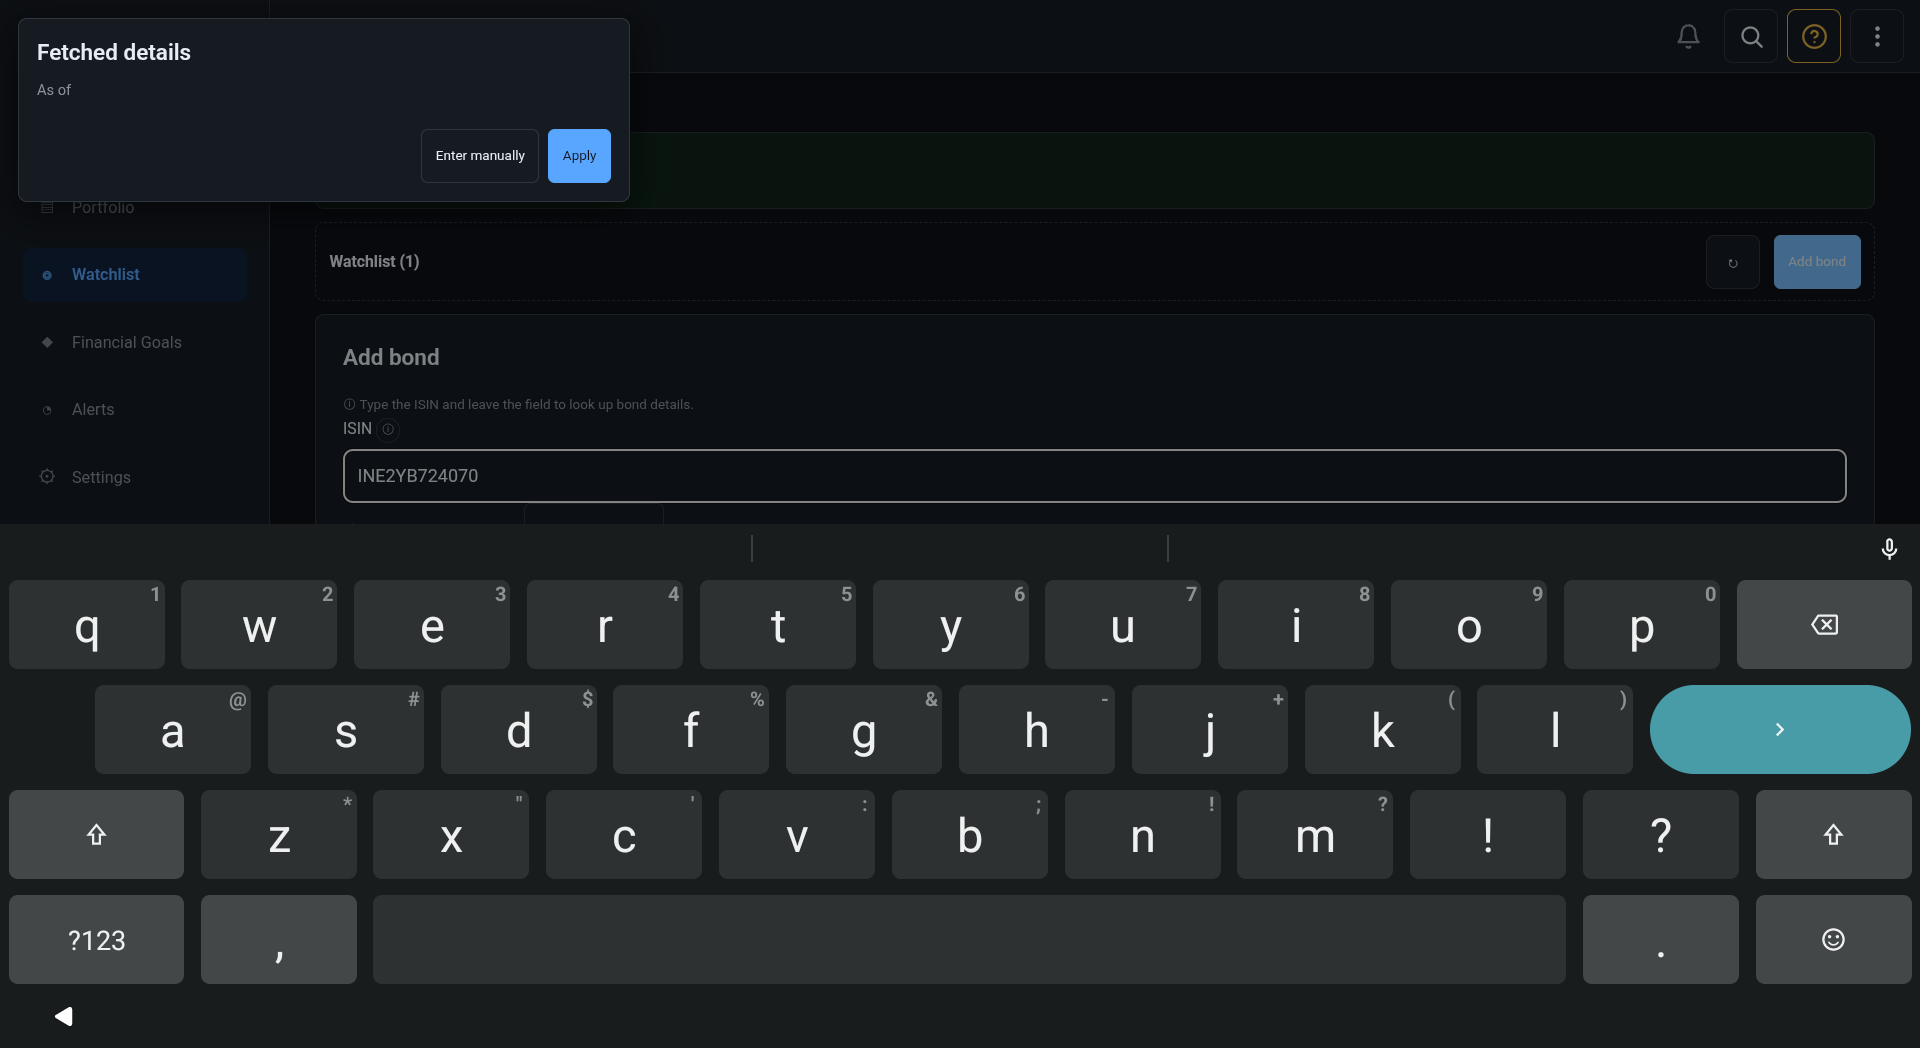 Fetched details
As of
Enter manually
Apply
Portfolio
Watchlist
Financial Goals
Alerts
Settings
Watchlist (1)
Add bond
Add bond
Type the ISIN and leave the field to look up bond details.
ISIN
INE2YB724070
q 1 w 2 e 3 r 4 t 5 y 6 u 7 i 8 o 9 p 0
a @ s # d $ f % g & h - j + k ( l )
z * x " c ' v : b ; n ! m ? ! ?
?123 , .